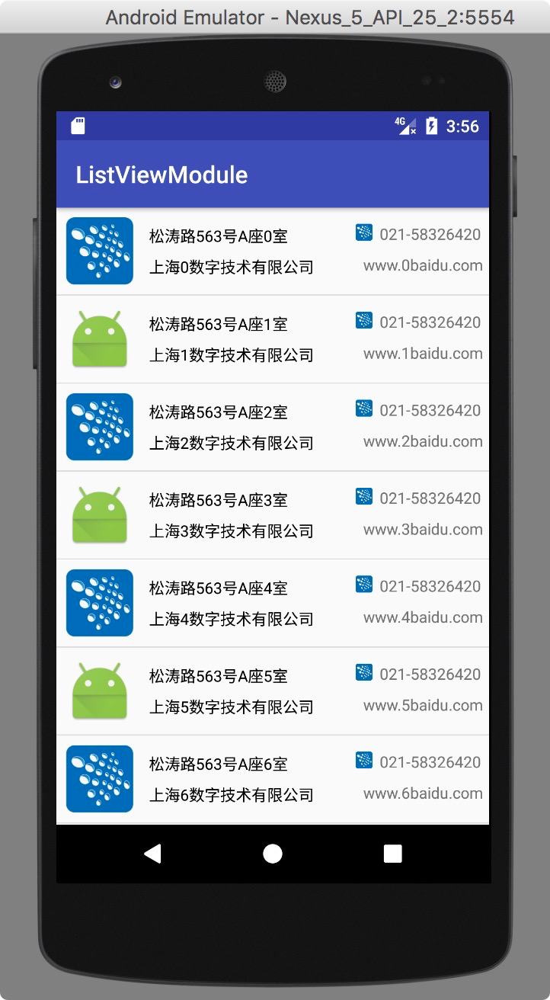 Android Emulator - Nexus_5_API_25_2:5554
4G 3:56
ListViewModule
松涛路563号A座0室 021-58326420
上海0数字技术有限公司 www.0baidu.com
松涛路563号A座1室 021-58326420
上海1数字技术有限公司 www.1baidu.com
松涛路563号A座2室 021-58326420
上海2数字技术有限公司 www.2baidu.com
松涛路563号A座3室 021-58326420
上海3数字技术有限公司 www.3baidu.com
松涛路563号A座4室 021-58326420
上海4数字技术有限公司 www.4baidu.com
松涛路563号A座5室 021-58326420
上海5数字技术有限公司 www.5baidu.com
松涛路563号A座6室 021-58326420
上海6数字技术有限公司 www.6baidu.com